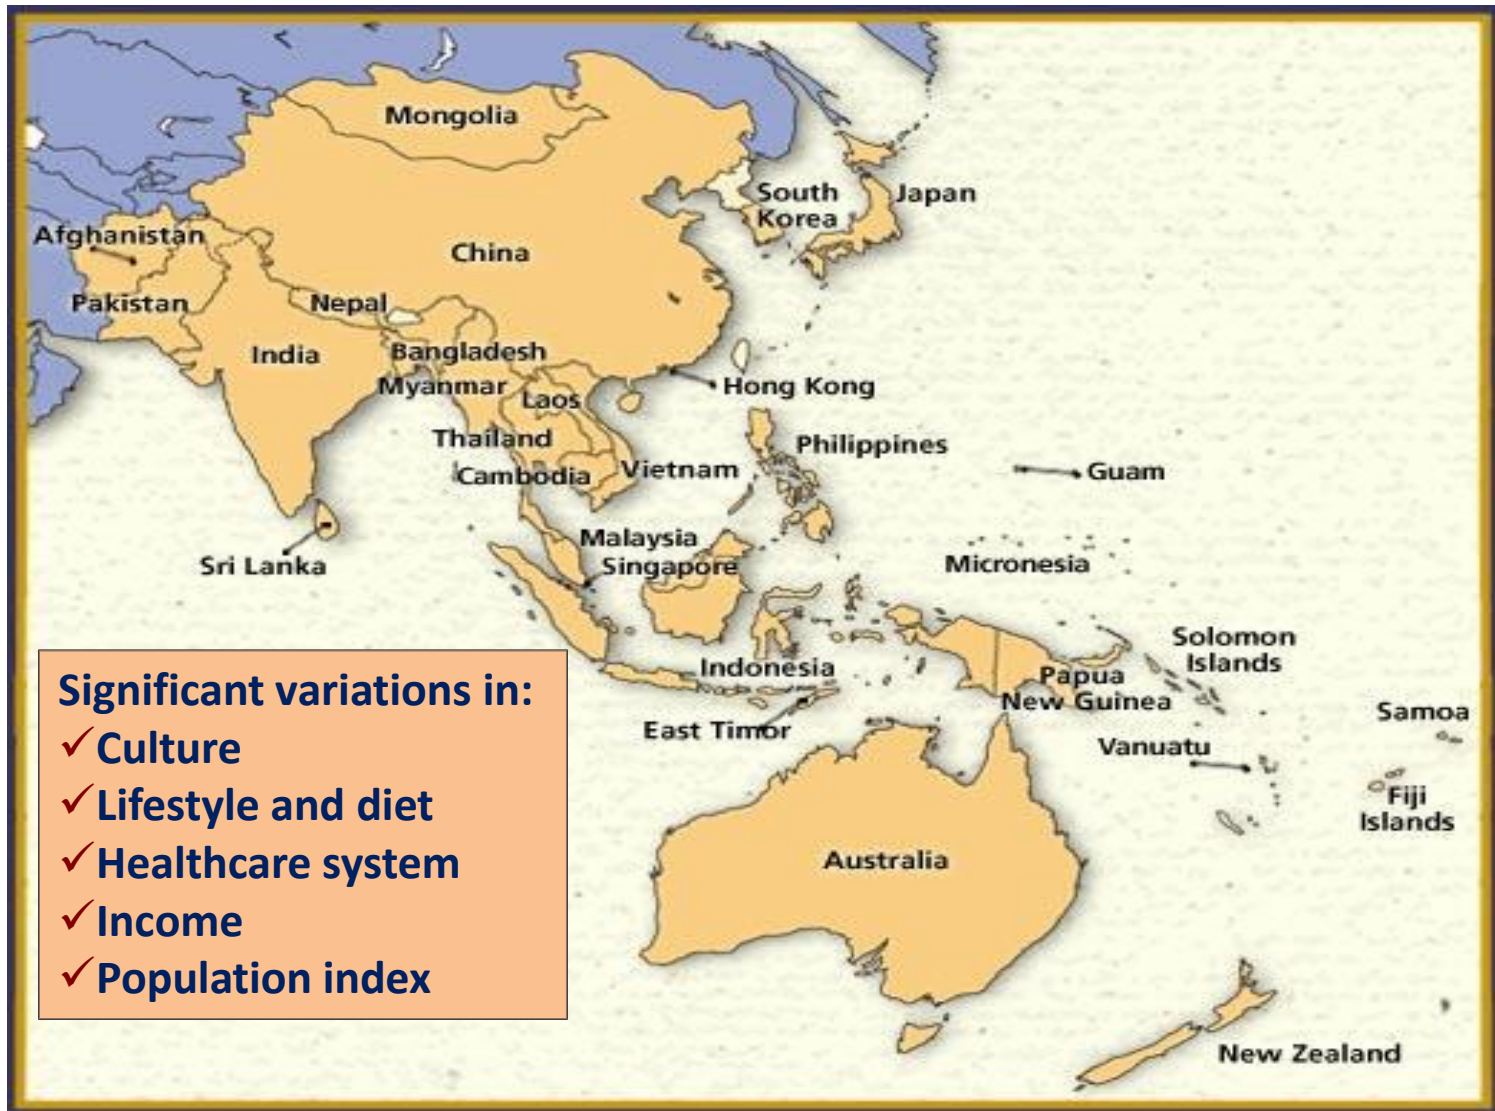 Mongolia
South
Korea
Japan
Afghanistan
China
Pakistan
Nepal
India
Bangladesh
Myanmar
Laos
Hong Kong
Thailand
Philippines
Cambodia
Vietnam
Guam
Malaysia
Singapore
Sri Lanka
Micronesia
Solomon
Islands
Indonesia
Papua
New Guinea
East Timor
Samoa
Vanuatu
Fiji
Islands
Australia
New Zealand
Significant variations in:
✓Culture
✓Lifestyle and diet
✓Healthcare system
✓Income
✓Population index